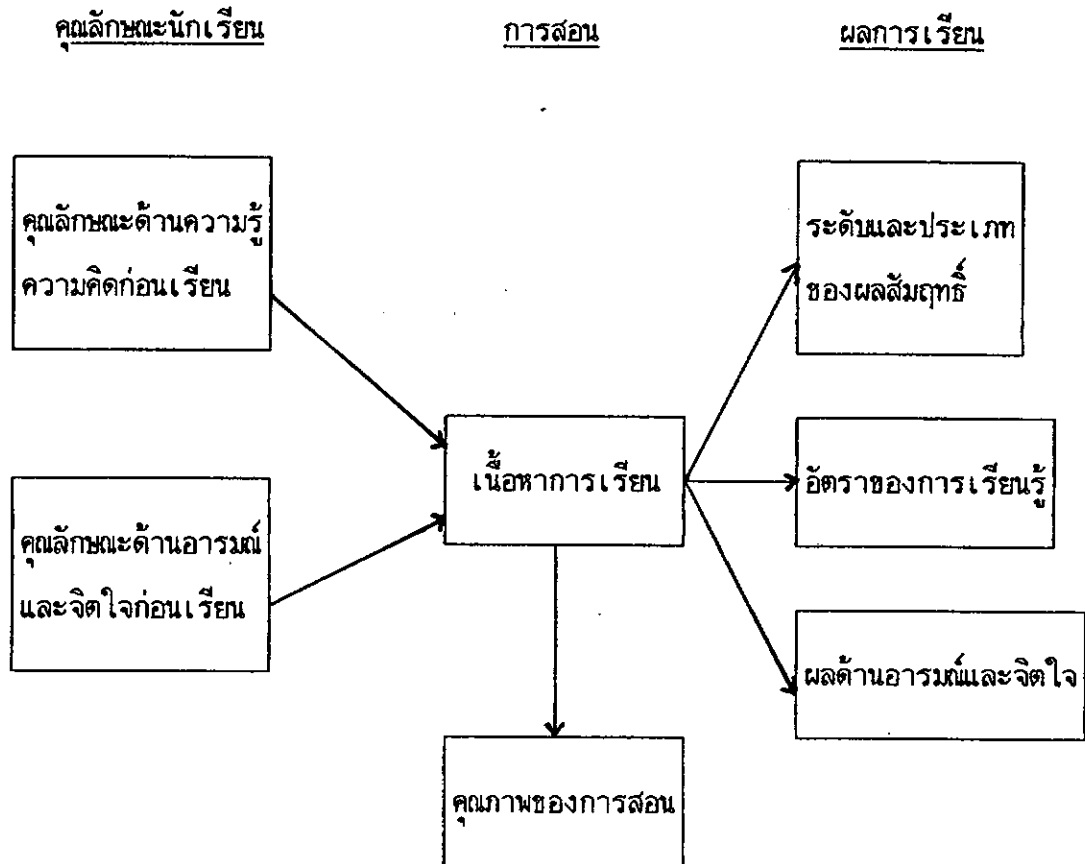 คุณลักษณะนักเรียน
การสอน
ผลการเรียน
คุณลักษณะด้านความรู้
ความคิดก่อนเรียน
ระดับและประเภท
ของผลสัมฤทธิ์
เนื้อหาการเรียน
อัตราของการเรียนรู้
คุณลักษณะด้านอารมณ์
และจิตใจก่อนเรียน
ผลด้านอารมณ์และจิตใจ
คุณภาพของการสอน